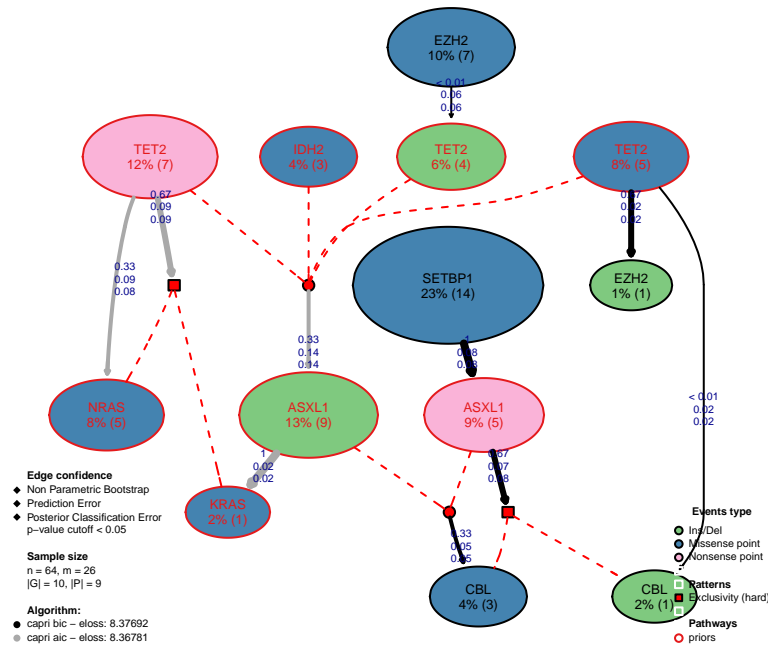 EZH2
10% (7)
< 0.01
0.06
0.06
TET2
12% (7)
IDH2
4% (3)
TET2
6% (4)
TET2
8% (5)
0.67
0.09
0.09
0.02
0.02
0.33
0.09
0.08
SETBP1
23% (14)
EZH2
1% (1)
0.33
0.14
0.14
1
< 0.01
0.02
0.02
NRAS
8% (5)
ASXL1
13% (9)
ASXL1
9% (5)
1
0.02
0.02
0.67
0.07
KRAS
2% (1)
0.33
0.05
CBL
4% (3)
CBL
2% (1)
Edge confidence
Non Parametric Bootstrap
Prediction Error
Posterior Classification Error
p−value cutoff < 0.05
Sample size
n = 64, m = 26
|G| = 10, |P| = 9
Algorithm:
capri bic − eloss: 8.37692
capri aic − eloss: 8.36781
Events type
Ins/Del
Missense point
Nonsense point
Patterns
Exclusivity (hard)
Pathways
priors